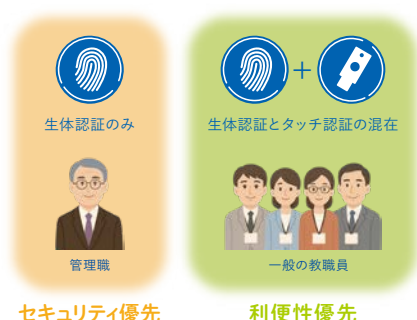 生体認証のみ
管理職
セキュリティ優先
生体認証とタッチ認証の混在
一般の教職員
利便性優先